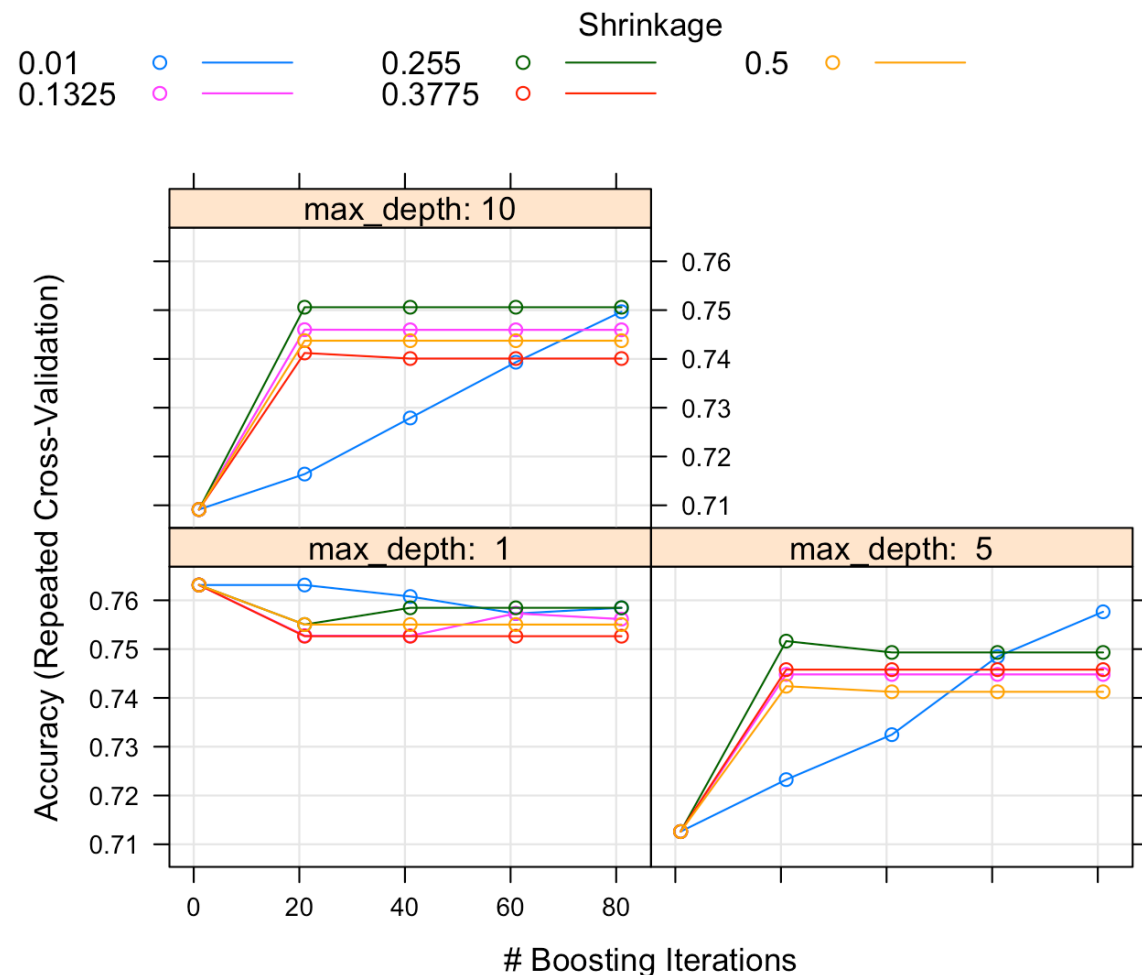 Shrinkage
0.01 0.255 0.5
0.1325 0.3775
max_depth: 10
0.76
0.75
0.74
0.73
0.72
0.71
Accuracy (Repeated Cross-Validation)
max_depth: 1 max_depth: 5
0.76
0.75
0.74
0.73
0.72
0.71
0 20 40 60 80
# Boosting Iterations